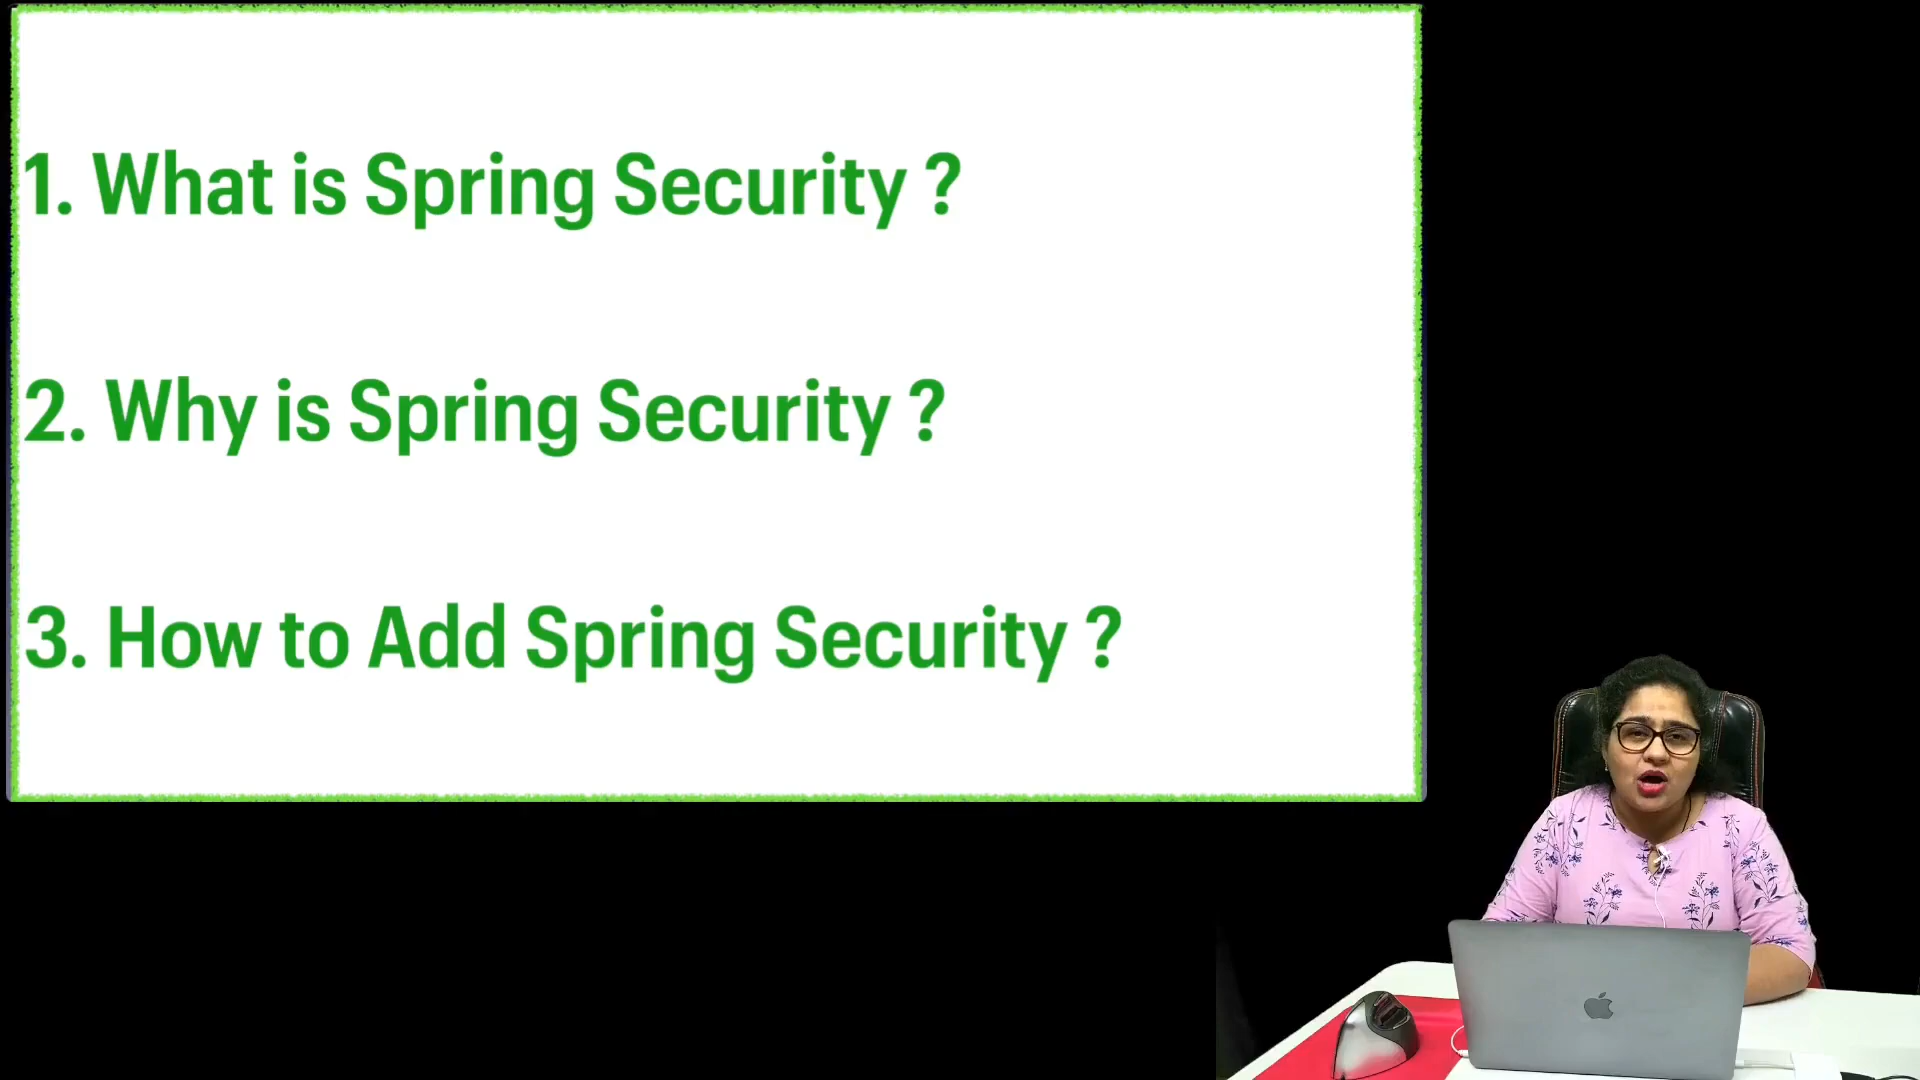 1. What is Spring Security ?
2. Why is Spring Security ?
3. How to Add Spring Security ?